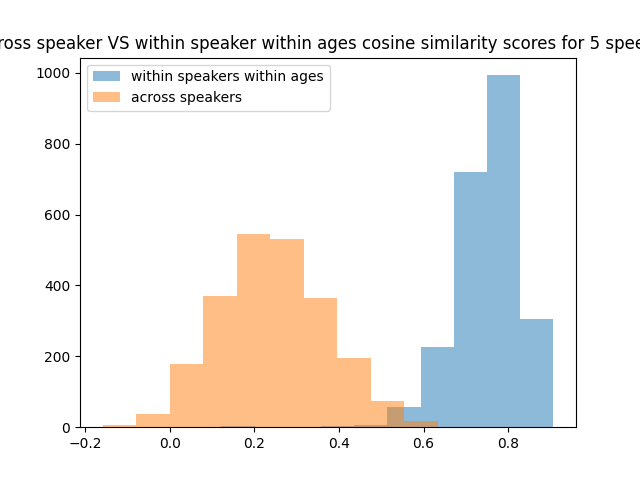 ross speaker VS within speaker within ages cosine similarity scores for 5 spee
within speakers within ages
across speakers
1000
800
600
400
200
0
−0.2 0.0 0.2 0.4 0.6 0.8